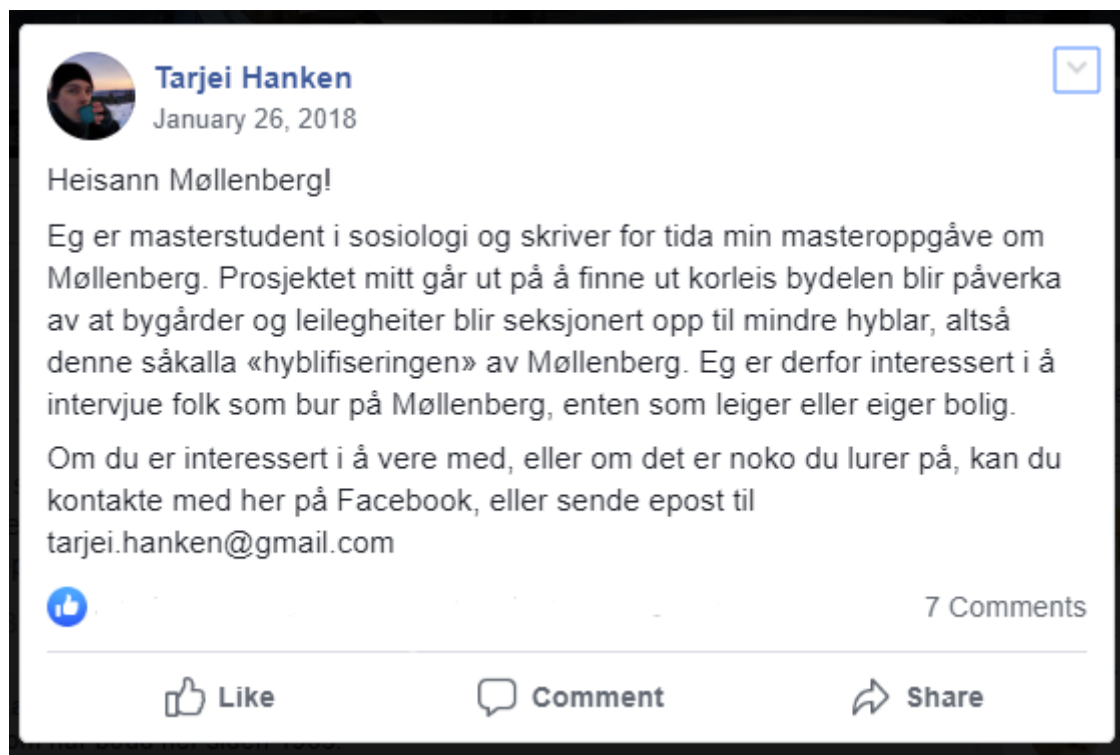 Tarjei Hanken
January 26, 2018
Heisann Møllenberg!
Eg er masterstudent i sosiologi og skriver for tida min masteroppgåve om
Møllenberg. Prosjektet mitt går ut på å finne ut korleis bydelen blir påverka
av at bygårder og leilegheiter blir seksjonert opp til mindre hyblar, altså
denne såkalla «hyblifiseringen» av Møllenberg. Eg er derfor interessert i å
intervjue folk som bur på Møllenberg, enten som leiger eller eiger bolig.
Om du er interessert i å vere med, eller om det er noko du lurer på, kan du
kontakte med her på Facebook, eller sende epost til
tarjei.hanken@gmail.com
7 Comments
Like Comment Share